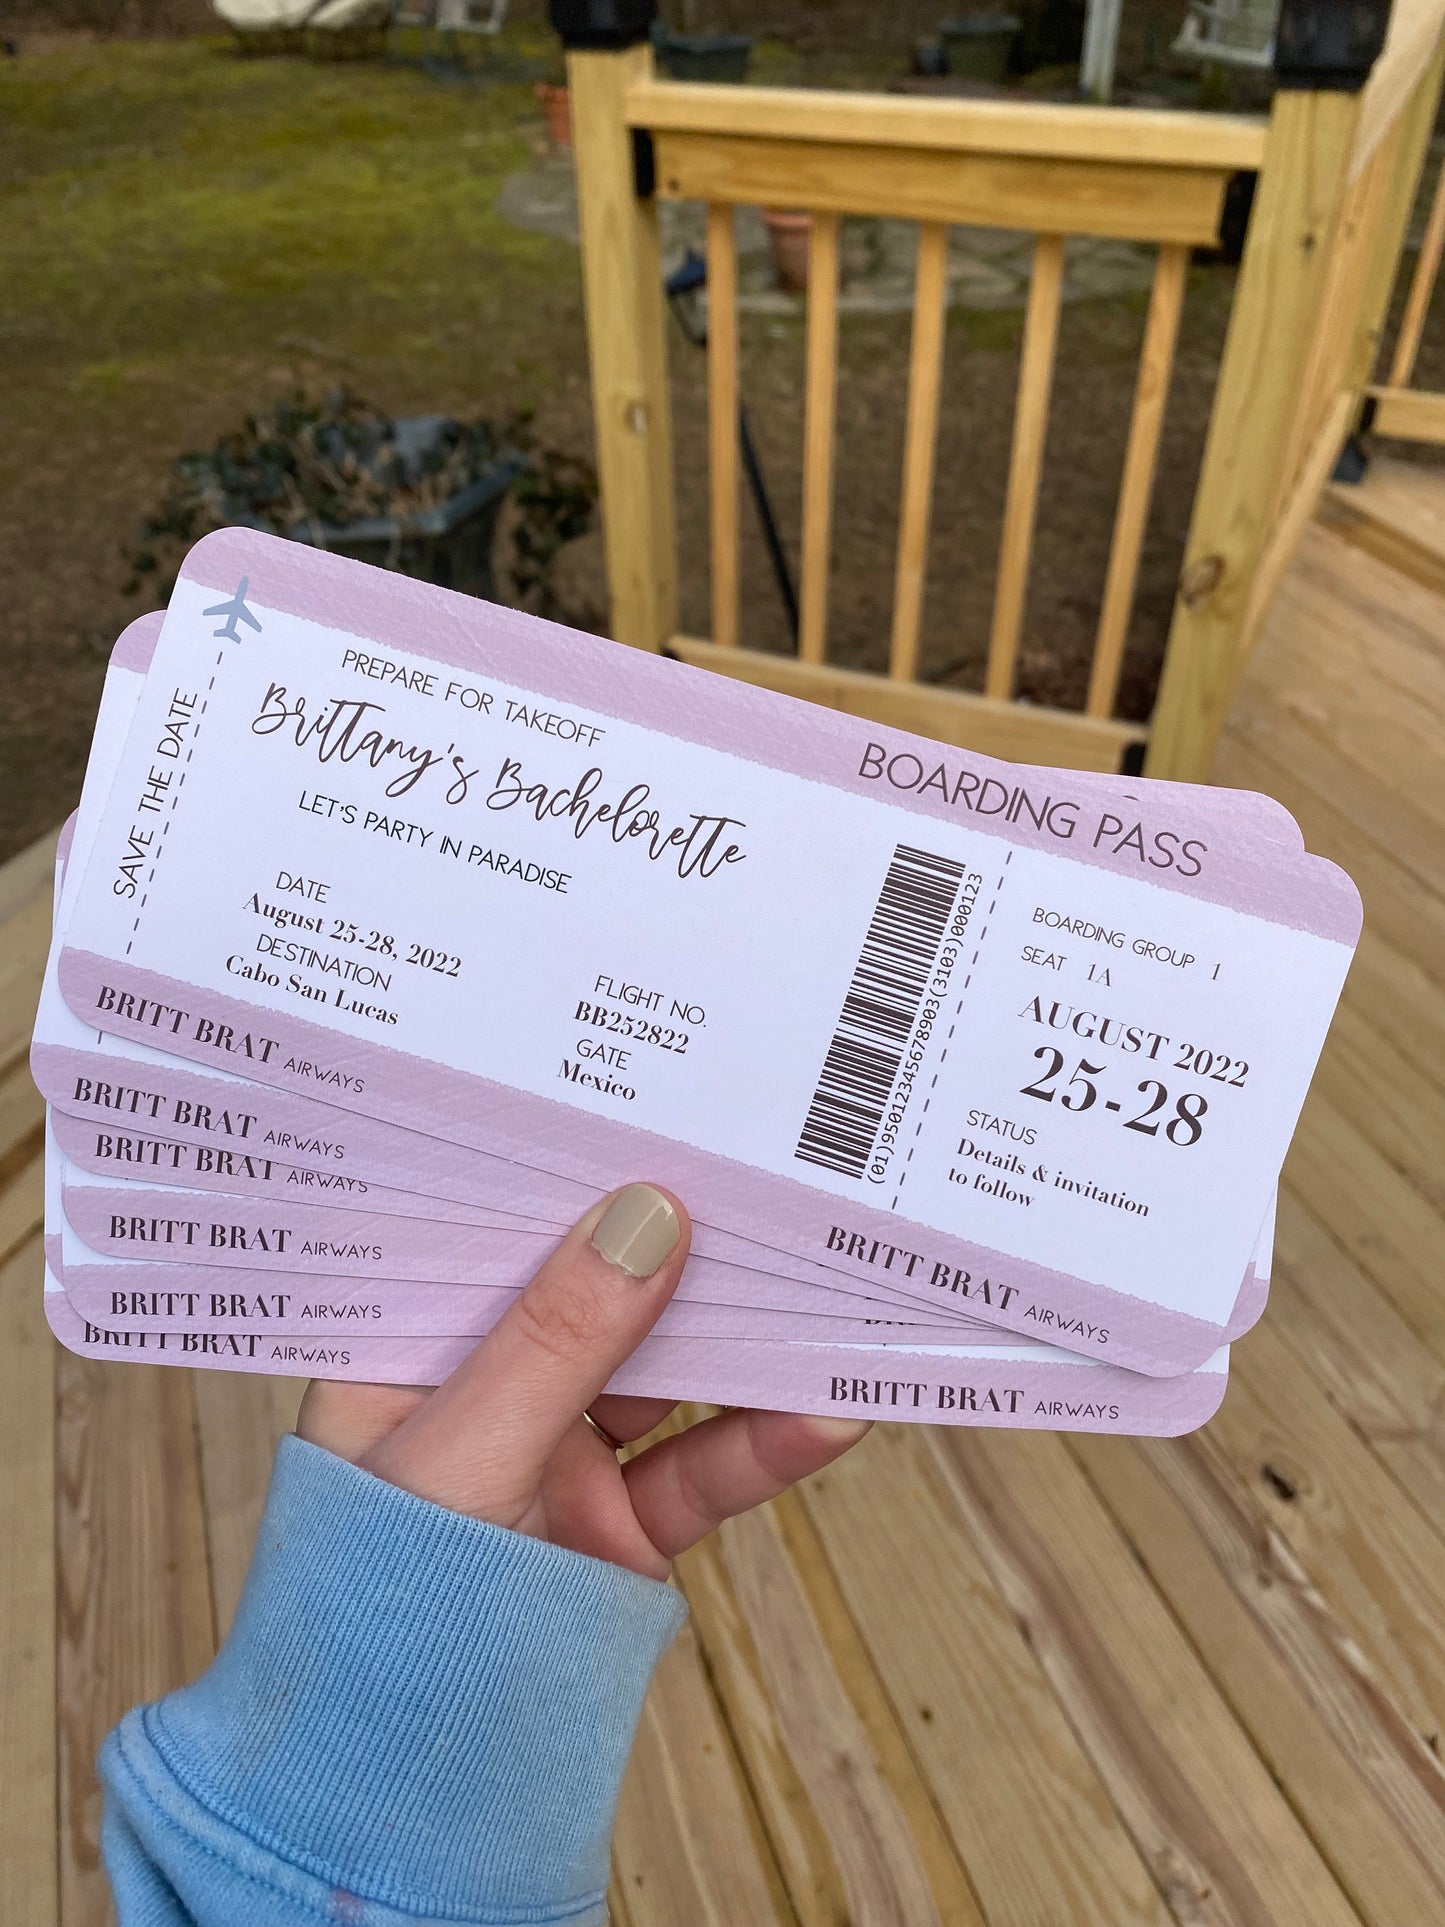 SAVE THE DATE
PREPARE FOR TAKEOFF
Brittany's Bachelorette
LET'S PARTY IN PARADISE
DATE
August 25-28, 2022
DESTINATION
Cabo San Lucas
FLIGHT NO.
BB252822
GATE
Mexico
BOARDING PASS
(01)95012345678903(3103)000123
BOARDING GROUP 1
SEAT 1A
AUGUST 2022
25-28
STATUS
Details & invitation
to follow
BRITT BRAT AIRWAYS
BRITT BRAT AIRWAYS
BRITT BRAT AIRWAYS
BRITT BRAT AIRWAYS
BRITT BRAT AIRWAYS
BRITT BRAT AIRWAYS
BRITT BRAT AIRWAYS
BRITT BRAT AIRWAYS